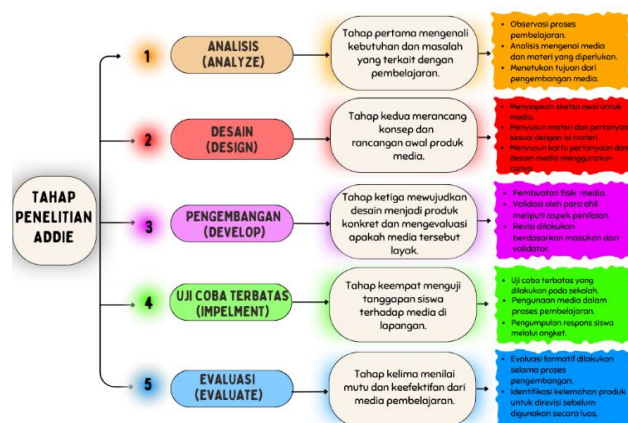 TAHAP
PENELITIAN
ADDIE
1
ANALISIS
(ANALYZE)
Tahap pertama mengenali
kebutuhan dan masalah
yang terkait dengan
pembelajaran.
• Observasi proses
pembelajaran.
• Analisis mengenai media
dan materi yang diperlukan.
• Menetukan tujuan dari
pengembangan media.
2
DESAIN
(DESIGN)
Tahap kedua merancang
konsep dan
rancangan awal produk
media.
• Menyiapkan sketsa awal untuk
media.
• Menyusun materi dan pertanyan
sesuai dengan isi materi.
• Menyusun kartu pertanyaan dan
desain media menggunakan
canva.
3
PENGEMBANGAN
(DEVELOP)
Tahap ketiga mewujudkan
desain menjadi produk
konkret dan mengevaluasi
apakah media tersebut
layak.
• Pembuatan fisik media.
• Validasi oleh para ahli
meliputi aspek penilaian.
• Revisi dilakukan
berdasarkan masukan dari
validator.
4
UJI COBA TERBATAS
(IMPELMENT)
Tahap keempat menguji
tanggapan siswa
terhadap media di
lapangan.
• Uji coba terbatas yang
dilakukan pada sekolah.
• Pengunaan media dalam
proses pembelajaran.
• Pengumpulan respons siswa
melalui angket.
5
EVALUASI
(EVALUATE)
Tahap kelima menilai
mutu dan keefektifan dari
media pembelajaran.
• Evaluasi formatif dilakukan
selama proses
pengembangan.
• Identifikasi kelemahan produk
untuk direvisi sebelum
digunakan secara luas.